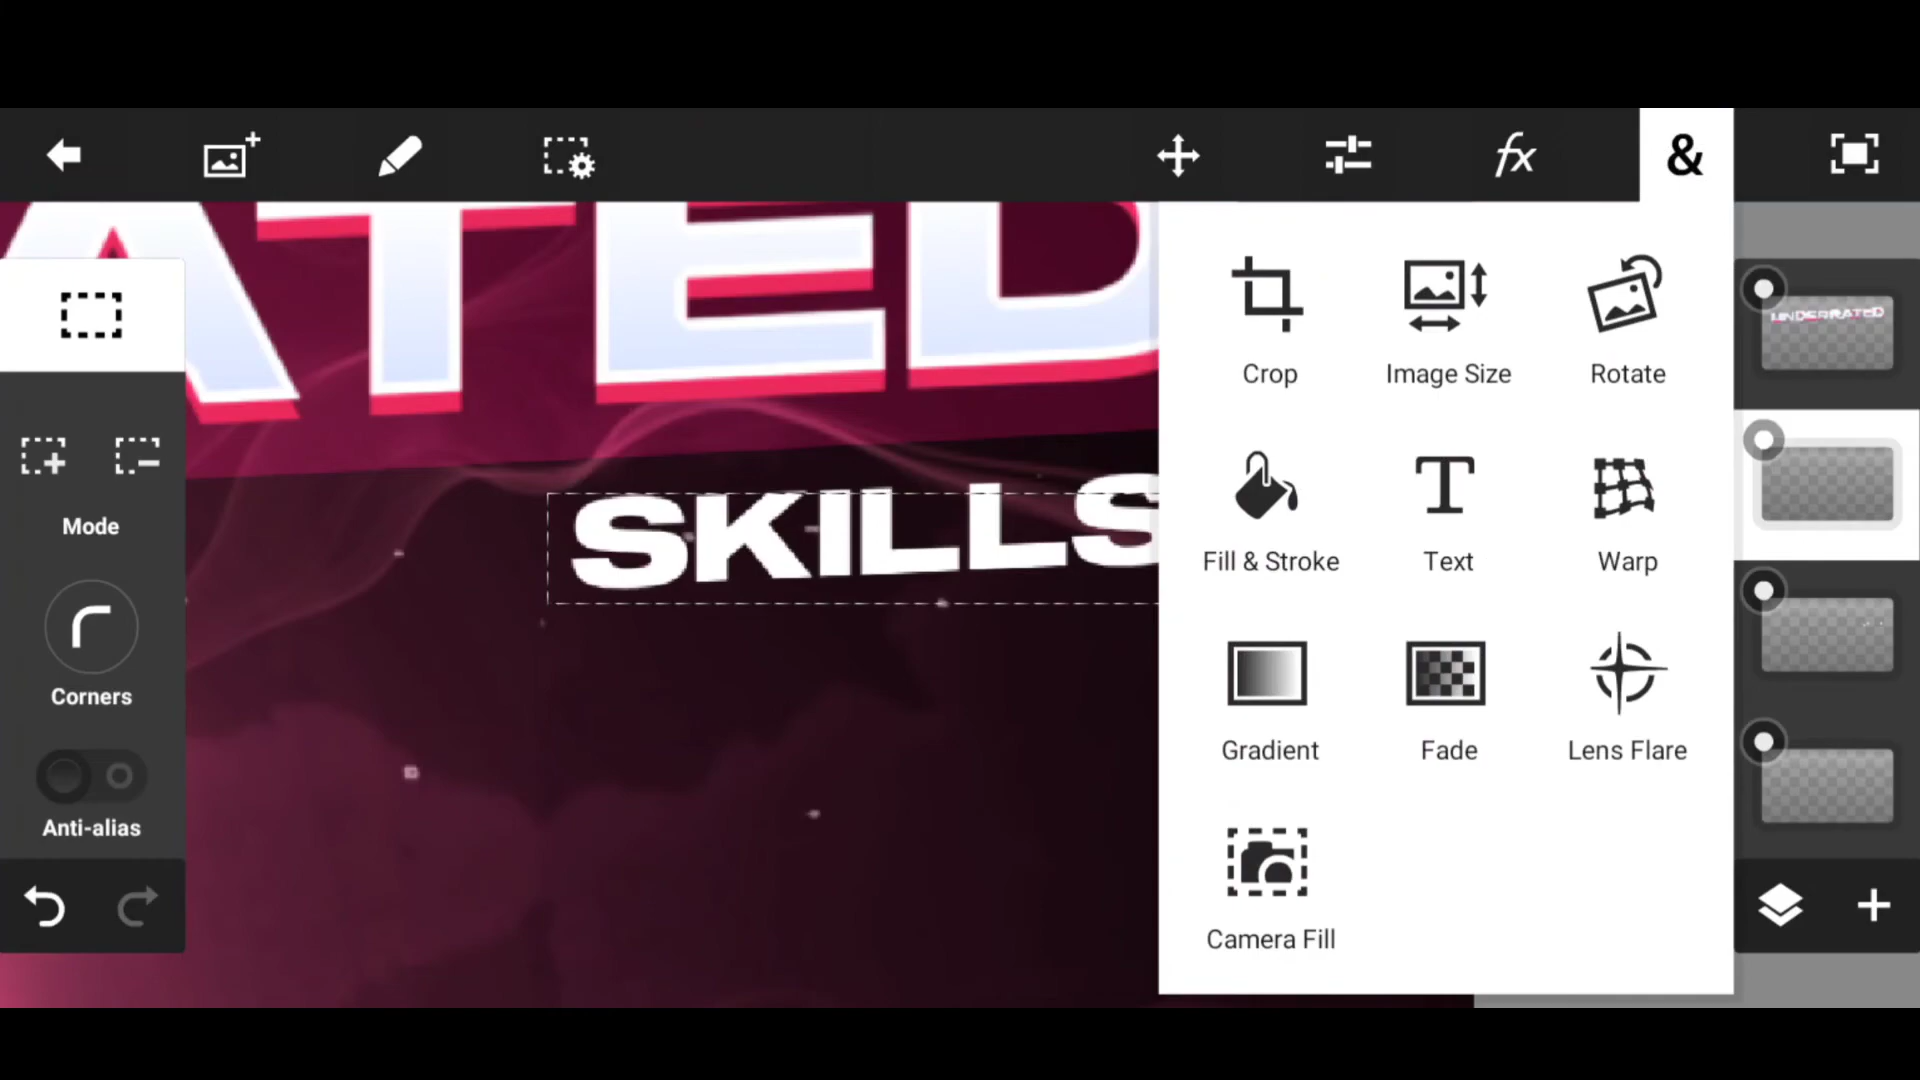 fx
&
ATED
UNDERRATED
Crop
Image Size
Rotate
SKILLS
Mode
Fill & Stroke
Text
Warp
Corners
Gradient
Fade
Lens Flare
Anti-alias
Camera Fill